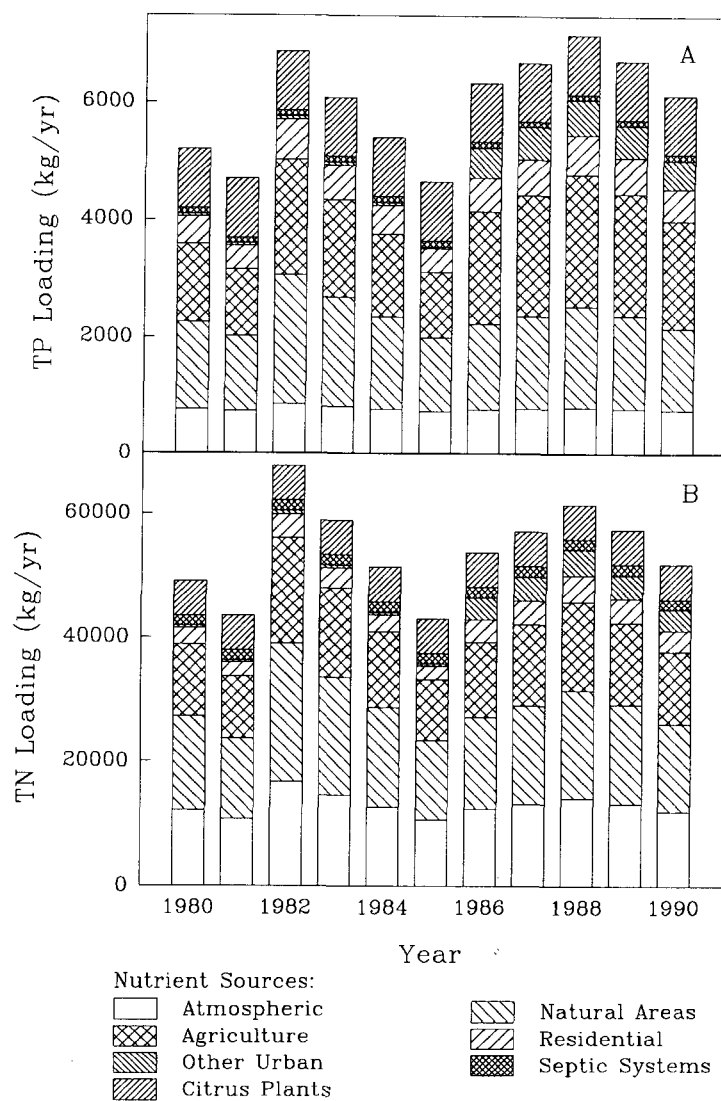 A
6000
4000
2000
0
TP Loading (kg/yr)
B
60000
40000
20000
0
TN Loading (kg/yr)
1980 1982 1984 1986 1988 1990
Year
Nutrient Sources:
Atmospheric
Natural Areas
Agriculture
Residential
Other Urban
Septic Systems
Citrus Plants